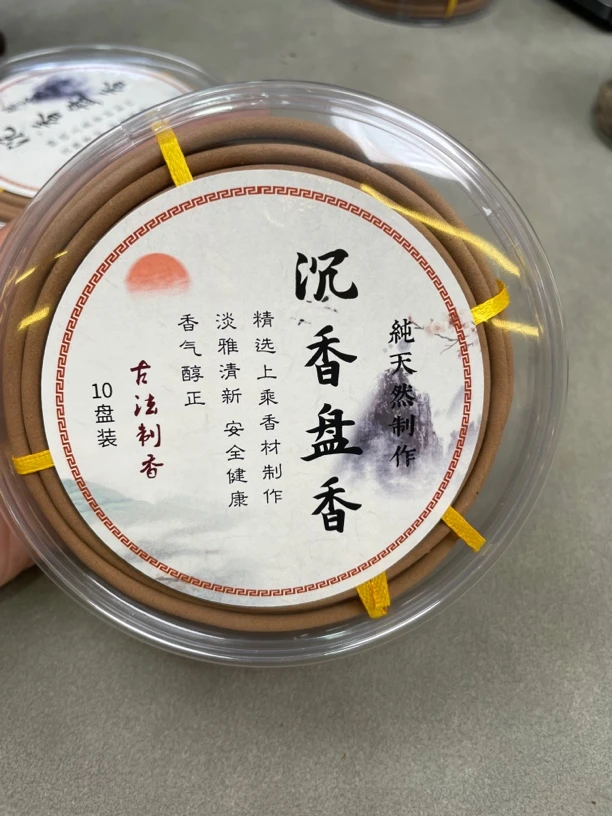 純天然制作
沉香盘香
精选上乘香材制作
淡雅清新 安全健康
香气醇正
古法制香
10盘装